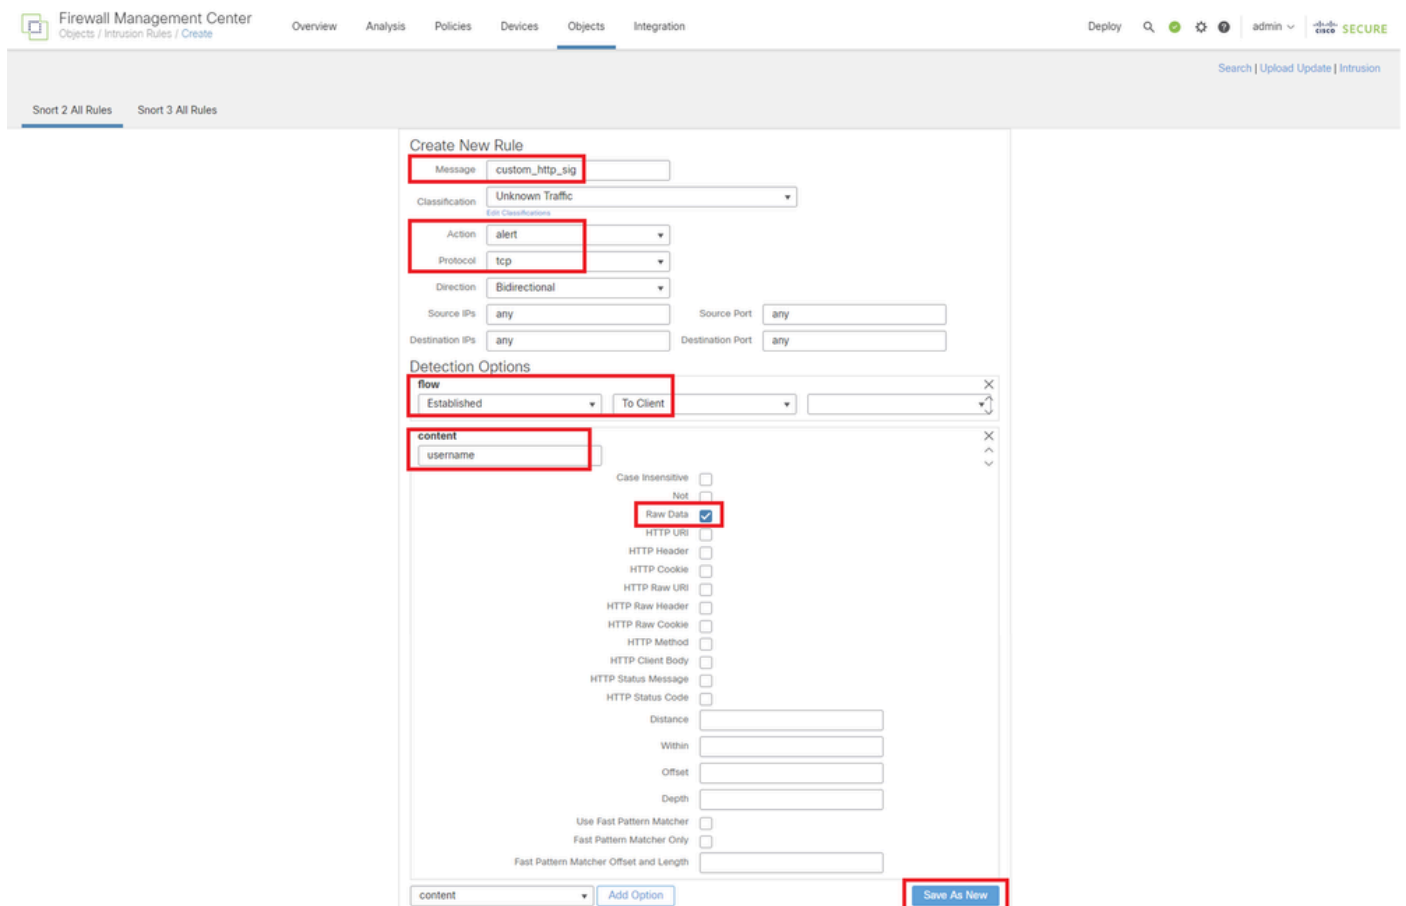 Firewall Management Center
Objects / Intrusion Rules / Create
Overview Analysis Policies Devices Objects Integration
Deploy admin cisco SECURE
Search | Upload Update | Intrusion
Snort 2 All Rules Snort 3 All Rules
Create New Rule
Message custom_http_sig
Classification Unknown Traffic
Edit Classifications
Action alert
Protocol tcp
Direction Bidirectional
Source IPs any Source Port any
Destination IPs any Destination Port any
Detection Options
flow
Established To Client
content
username
Case Insensitive
Not
Raw Data
HTTP URI
HTTP Header
HTTP Cookie
HTTP Raw URI
HTTP Raw Header
HTTP Raw Cookie
HTTP Method
HTTP Client Body
HTTP Status Message
HTTP Status Code
Distance
Within
Offset
Depth
Use Fast Pattern Matcher
Fast Pattern Matcher Only
Fast Pattern Matcher Offset and Length
content Add Option Save As New